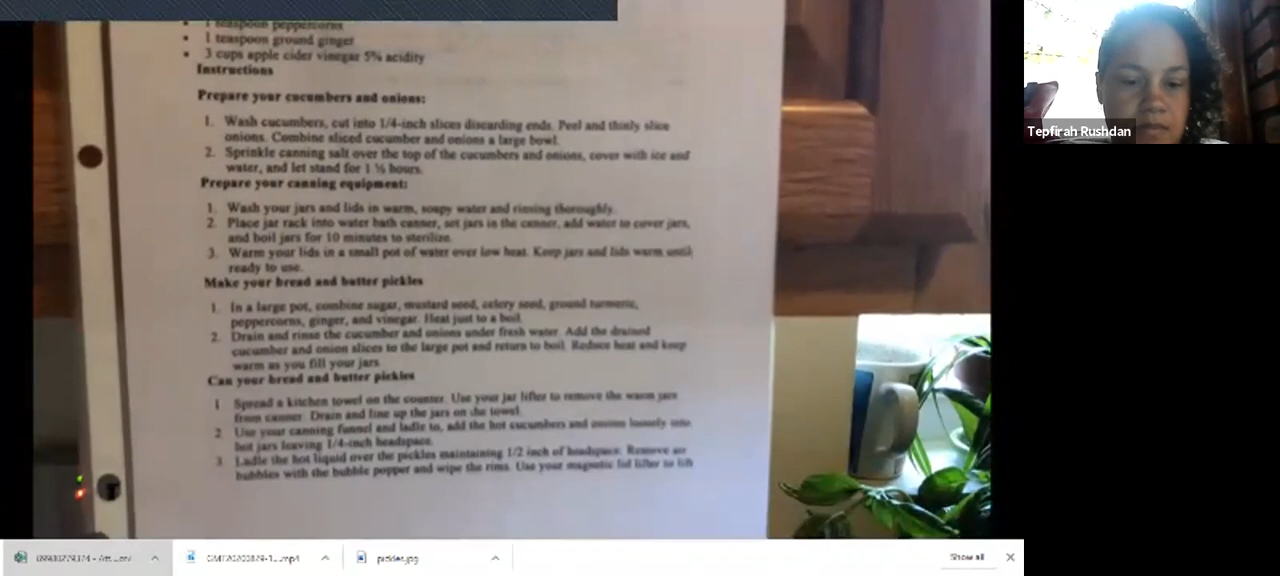 1 teaspoon peppercorns
1 teaspoon ground ginger
3 cups apple cider vinegar 5% acidity
Instructions
Prepare your cucumbers and onions:
1. Wash cucumbers, cut into 1/4-inch slices discarding ends. Peel and thinly slice
onions. Combine sliced cucumber and onions a large bowl.
2. Sprinkle canning salt over the top of the cucumbers and onions, cover with ice and
water, and let stand for 1 ½ hours.
Prepare your canning equipment:
1. Wash your jars and lids in warm, soapy water and rinsing thoroughly.
2. Place jar rack into water bath canner, set jars in the canner, add water to cover jars,
and boil jars for 10 minutes to sterilize.
3. Warm your lids in a small pot of water over low heat. Keep jars and lids warm until
ready to use.
Make your bread and butter pickles
1. In a large pot, combine sugar, mustard seed, celery seed, ground turmeric,
peppercorns, ginger, and vinegar. Heat just to a boil.
2. Drain and rinse the cucumber and onions under fresh water. Add the drained
cucumber and onion slices to the large pot and return to boil. Reduce heat and keep
warm as you fill your jars
Can your bread and butter pickles
1 Spread a kitchen towel on the counter. Use your jar lifter to remove the warm jars
from canner. Drain and line up the jars on the towel.
2 Use your canning funnel and ladle to, add the hot cucumbers and onions loosely into
hot jars leaving 1/4-inch headspace.
3 Ladle the hot liquid over the pickles maintaining 1/2 inch of headspace. Remove air
bubbles with the bubble popper and wipe the rims. Use your magnetic lid lifter to lift
Tepfirah Rushdan
pickles.jpg
Show all